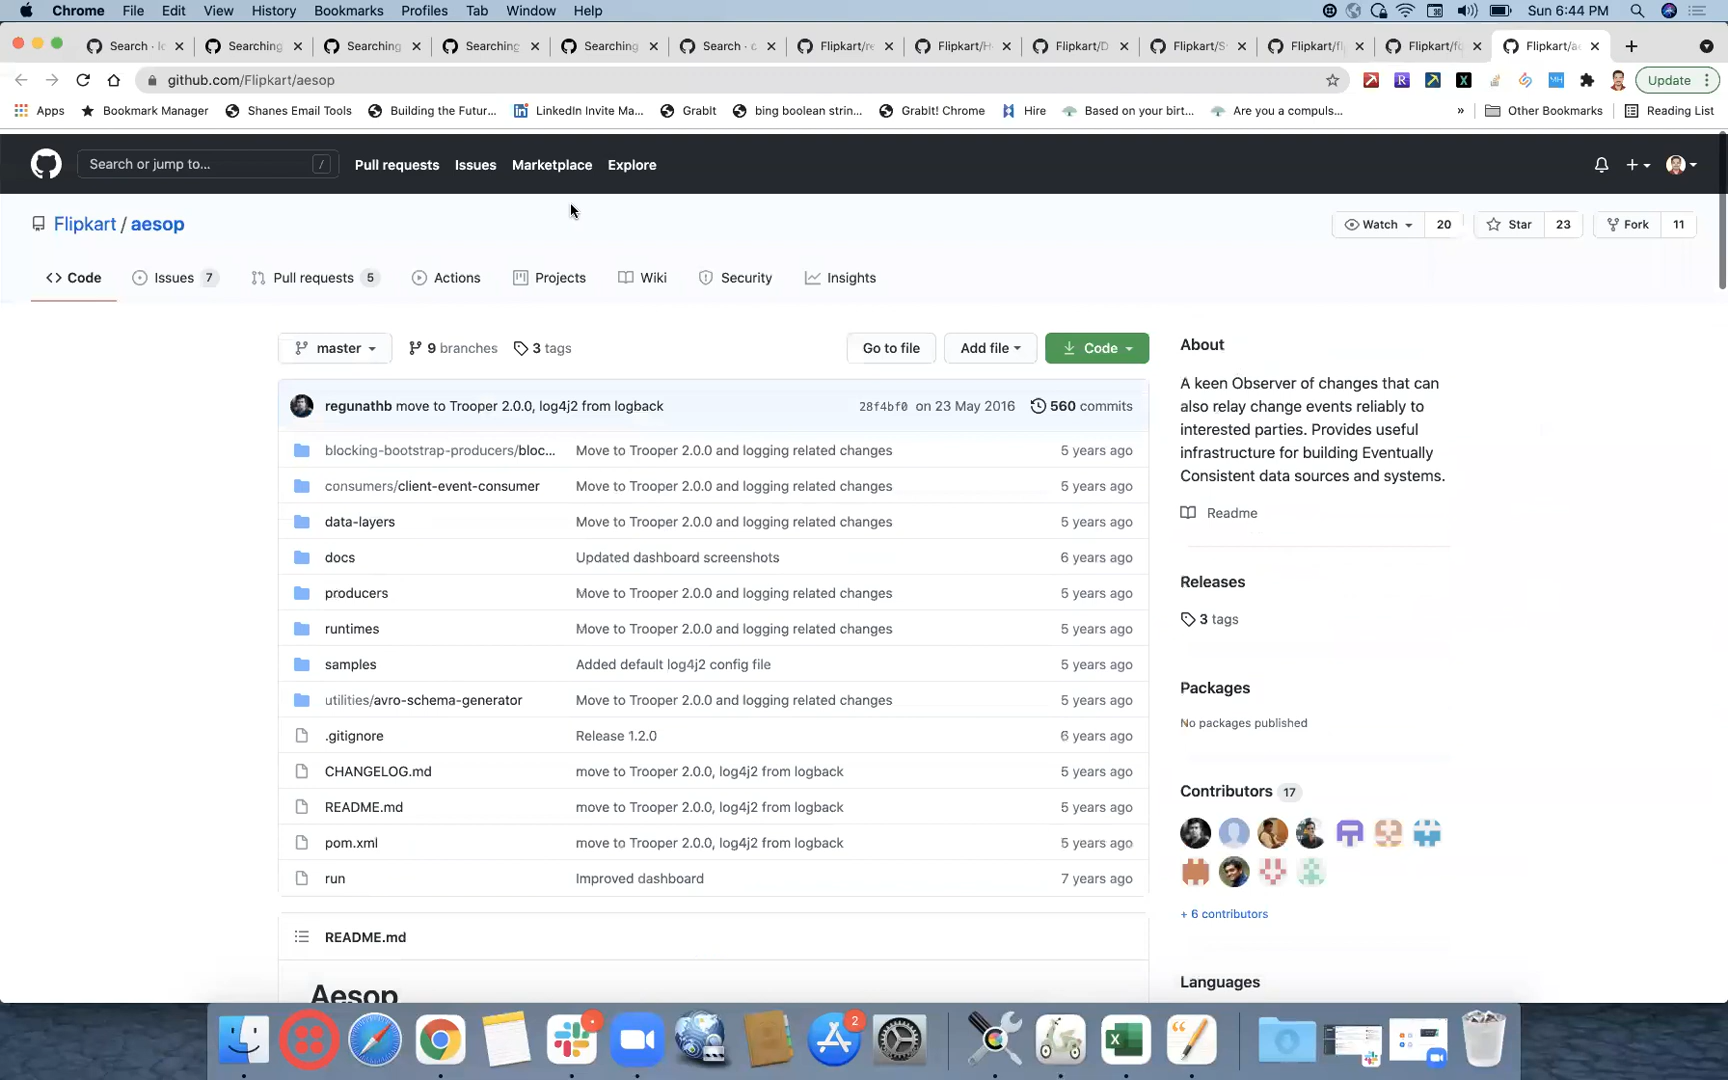 Chrome File Edit View History Bookmarks Profiles Tab Window Help Sun 6:44 PM
Search · l Searching Searching Searching Searching Search · c Flipkart/r Flipkart/H Flipkart/D Flipkart/S Flipkart/f Flipkart/f Flipkart/a
github.com/Flipkart/aesop Update
Apps Bookmark Manager Shanes Email Tools Building the Futur... LinkedIn Invite Ma... GrabIt bing boolean strin... GrabIt! Chrome Hire Based on your birt... Are you a compuls... » Other Bookmarks Reading List
Search or jump to... / Pull requests Issues Marketplace Explore
Flipkart / aesop Watch 20 Star 23 Fork 11
Code Issues 7 Pull requests 5 Actions Projects Wiki Security Insights
master 9 branches 3 tags Go to file Add file Code
regunathb move to Trooper 2.0.0, log4j2 from logback 28f4bf0 on 23 May 2016 560 commits
blocking-bootstrap-producers/bloc... Move to Trooper 2.0.0 and logging related changes 5 years ago
consumers/client-event-consumer Move to Trooper 2.0.0 and logging related changes 5 years ago
data-layers Move to Trooper 2.0.0 and logging related changes 5 years ago
docs Updated dashboard screenshots 6 years ago
producers Move to Trooper 2.0.0 and logging related changes 5 years ago
runtimes Move to Trooper 2.0.0 and logging related changes 5 years ago
samples Added default log4j2 config file 5 years ago
utilities/avro-schema-generator Move to Trooper 2.0.0 and logging related changes 5 years ago
.gitignore Release 1.2.0 6 years ago
CHANGELOG.md move to Trooper 2.0.0, log4j2 from logback 5 years ago
README.md move to Trooper 2.0.0, log4j2 from logback 5 years ago
pom.xml move to Trooper 2.0.0, log4j2 from logback 5 years ago
run Improved dashboard 7 years ago
README.md
Aesop
About
A keen Observer of changes that can
also relay change events reliably to
interested parties. Provides useful
infrastructure for building Eventually
Consistent data sources and systems.
Readme
Releases
3 tags
Packages
No packages published
Contributors 17
+ 6 contributors
Languages
2